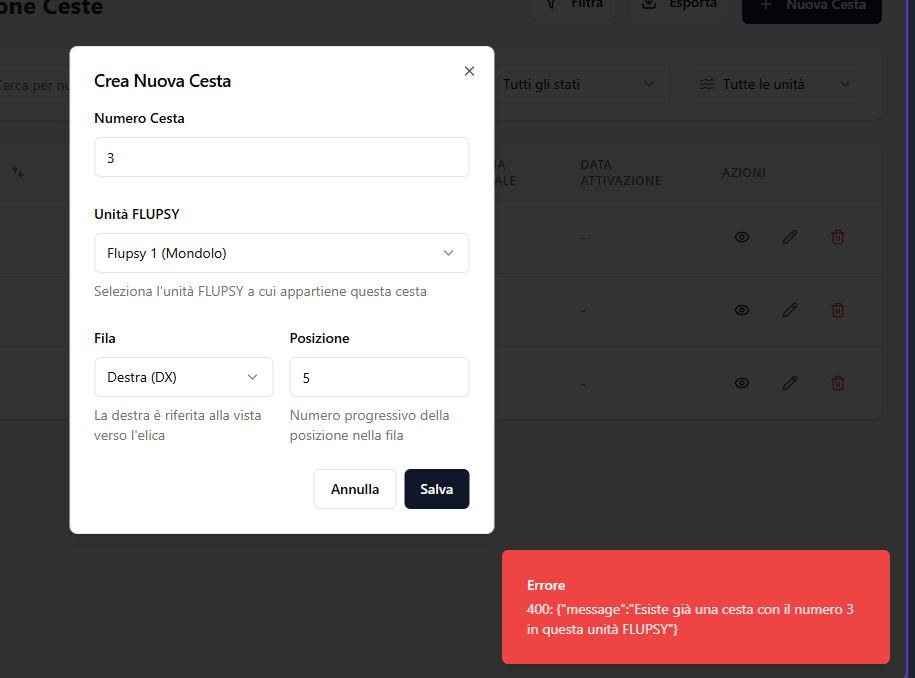 one Ceste
Filtra
Esporta
Nuova Cesta
Cerca per nu
Tutti gli stati
Tutte le unità
Crea Nuova Cesta
Numero Cesta
3
Unità FLUPSY
Flupsy 1 (Mondolo)
Seleziona l'unità FLUPSY a cui appartiene questa cesta
Fila
Posizione
Destra (DX)
5
La destra è riferita alla vista
verso l'elica
Numero progressivo della
posizione nella fila
Annulla
Salva
ALE
DATA
ATTIVAZIONE
AZIONI
-
-
-
Errore
400: {"message":"Esiste già una cesta con il numero 3
in questa unità FLUPSY"}